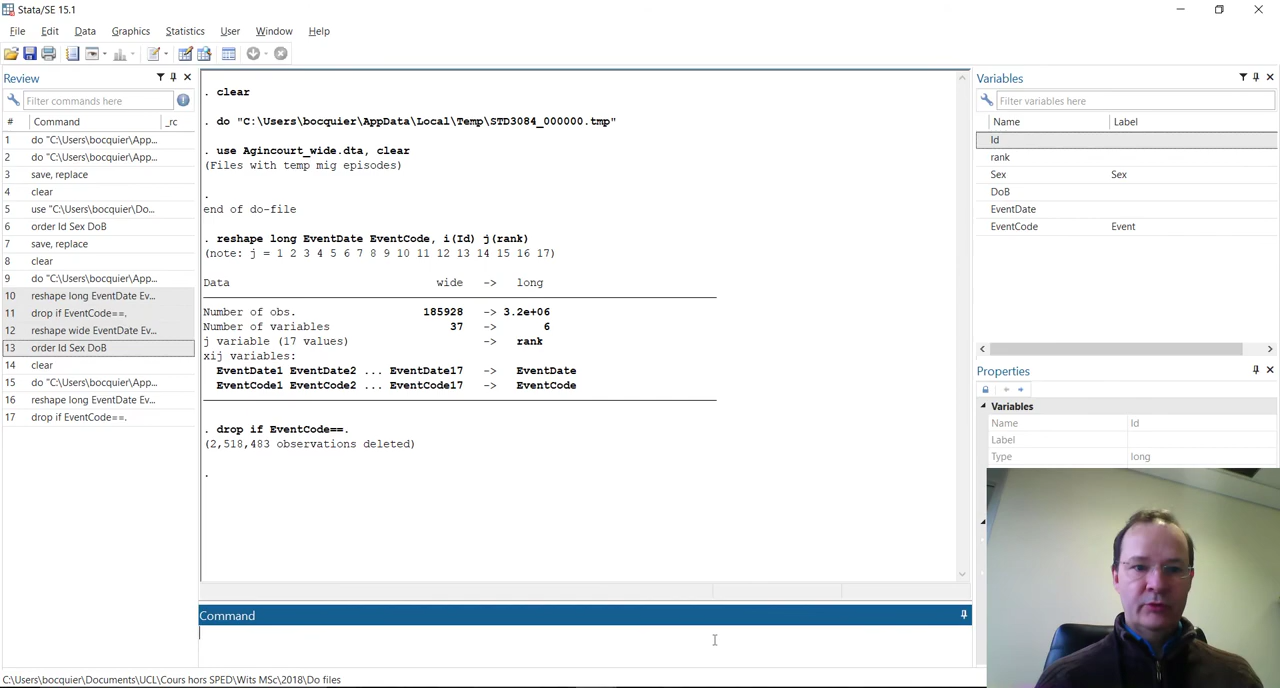 Stata/SE 15.1
File Edit Data Graphics Statistics User Window Help
Review
Filter commands here
# Command _rc
1 do "C:\Users\bocquier\App...
2 do "C:\Users\bocquier\App...
3 save, replace
4 clear
5 use "C:\Users\bocquier\Do...
6 order Id Sex DoB
7 save, replace
8 clear
9 do "C:\Users\bocquier\App...
10 reshape long EventDate Ev...
11 drop if EventCode==.
12 reshape wide EventDate Ev...
13 order Id Sex DoB
14 clear
15 do "C:\Users\bocquier\App...
16 reshape long EventDate Ev...
17 drop if EventCode==.
. clear
. do "C:\Users\bocquier\AppData\Local\Temp\STD3084_000000.tmp"
. use Agincourt_wide.dta, clear
(Files with temp mig episodes)
.
end of do-file
. reshape long EventDate EventCode, i(Id) j(rank)
(note: j = 1 2 3 4 5 6 7 8 9 10 11 12 13 14 15 16 17)
Data wide -> long
Number of obs. 185928 -> 3.2e+06
Number of variables 37 -> 6
j variable (17 values) -> rank
xij variables:
EventDate1 EventDate2 ... EventDate17 -> EventDate
EventCode1 EventCode2 ... EventCode17 -> EventCode
. drop if EventCode==.
(2,518,483 observations deleted)
.
Command
Variables
Filter variables here
Name Label
Id
rank
Sex Sex
DoB
EventDate
EventCode Event
Properties
Variables
Name Id
Label
Type long
C:\Users\bocquier\Documents\UCL\Cours hors SPED\Wits MSc\2018\Do files